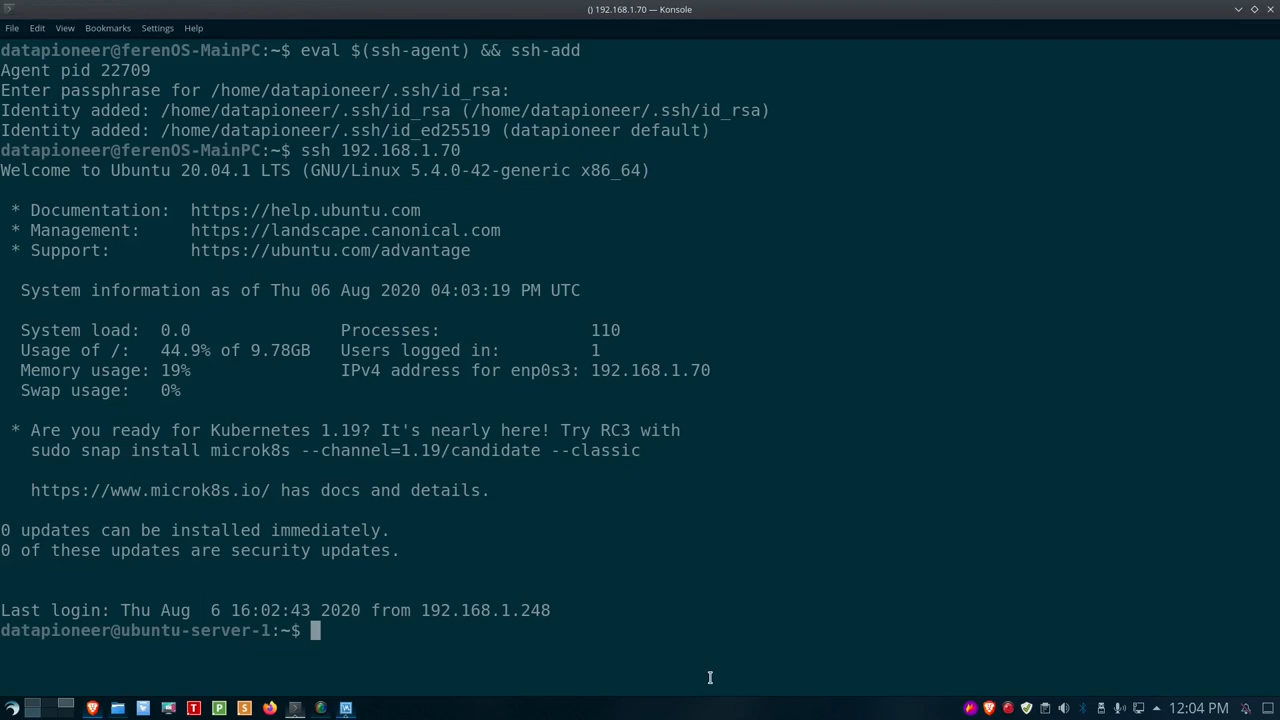 () 192.168.1.70 — Konsole
File Edit View Bookmarks Settings Help
datapioneer@ferenOS-MainPC:~$ eval $(ssh-agent) && ssh-add
Agent pid 22709
Enter passphrase for /home/datapioneer/.ssh/id_rsa:
Identity added: /home/datapioneer/.ssh/id_rsa (/home/datapioneer/.ssh/id_rsa)
Identity added: /home/datapioneer/.ssh/id_ed25519 (datapioneer default)
datapioneer@ferenOS-MainPC:~$ ssh 192.168.1.70
Welcome to Ubuntu 20.04.1 LTS (GNU/Linux 5.4.0-42-generic x86_64)
* Documentation:  https://help.ubuntu.com
* Management:     https://landscape.canonical.com
* Support:        https://ubuntu.com/advantage
System information as of Thu 06 Aug 2020 04:03:19 PM UTC
System load:  0.0               Processes:               110
Usage of /:   44.9% of 9.78GB   Users logged in:         1
Memory usage: 19%               IPv4 address for enp0s3: 192.168.1.70
Swap usage:   0%
* Are you ready for Kubernetes 1.19? It's nearly here! Try RC3 with
sudo snap install microk8s --channel=1.19/candidate --classic
https://www.microk8s.io/ has docs and details.
0 updates can be installed immediately.
0 of these updates are security updates.
Last login: Thu Aug  6 16:02:43 2020 from 192.168.1.248
datapioneer@ubuntu-server-1:~$
T P S 12:04 PM